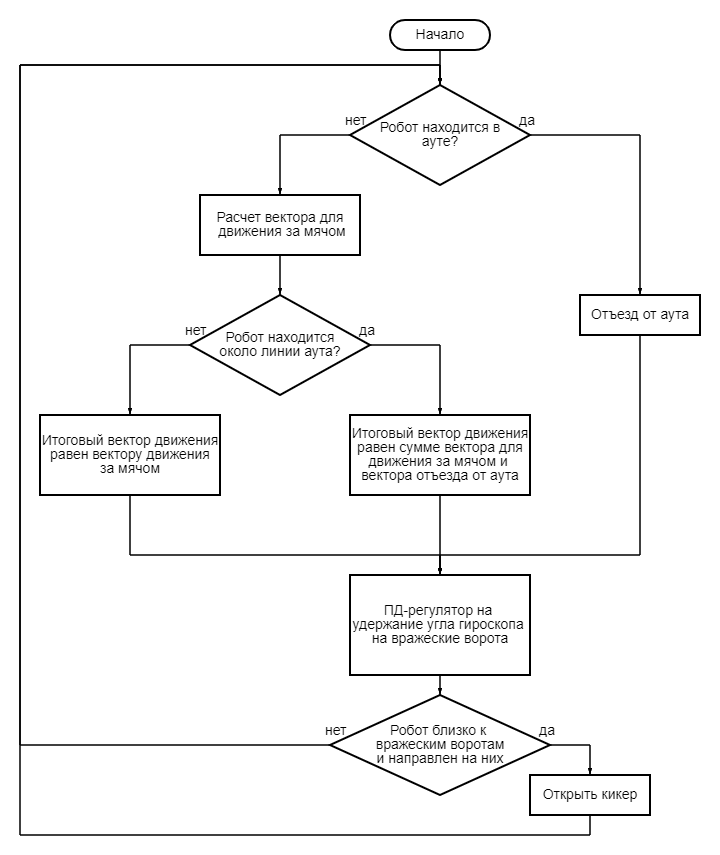 Начало
нет
да
Робот находится в
ауте?
Расчет вектора для
движения за мячом
Отъезд от аута
нет
да
Робот находится
около линии аута?
Итоговый вектор движения
равен вектору движения
за мячом
Итоговый вектор движения
равен сумме вектора для
движения за мячом и
вектора отъезда от аута
ПД-регулятор на
удержание угла гироскопа
на вражеские ворота
нет
да
Робот близко к
вражеским воротам
и направлен на них
Открыть кикер